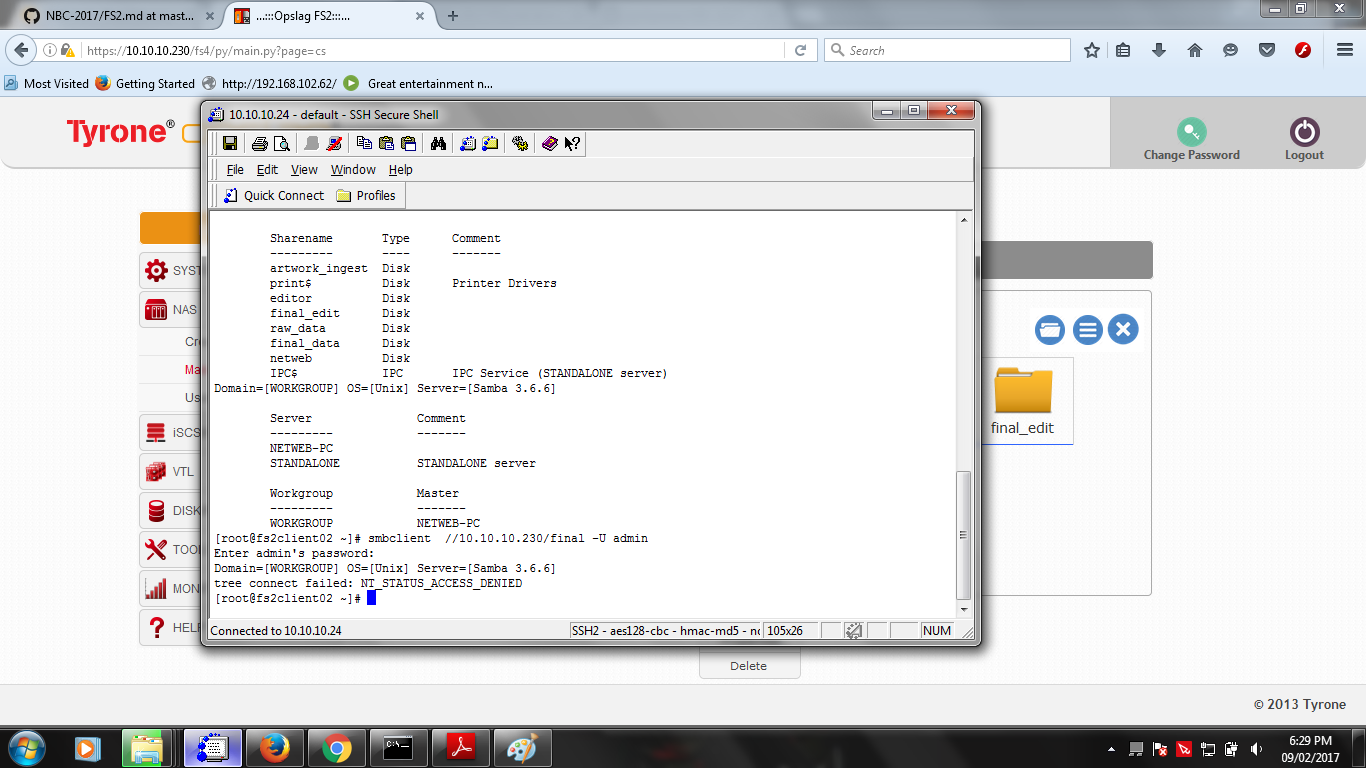 NBC-2017/FS2.md at mast...
...:::Opslag FS2:::...
https://10.10.10.230/fs4/py/main.py?page=cs
Search
Most Visited
Getting Started
http://192.168.102.62/
Great entertainment n...
Tyrone®
Change Password
Logout
10.10.10.24 - default - SSH Secure Shell
File Edit View Window Help
Quick Connect Profiles
Sharename Type Comment
--------- ---- -------
artwork_ingest Disk
print$ Disk Printer Drivers
editor Disk
final_edit Disk
raw_data Disk
final_data Disk
netweb Disk
IPC$ IPC IPC Service (STANDALONE server)
Domain=[WORKGROUP] OS=[Unix] Server=[Samba 3.6.6]
Server Comment
--------- -------
NETWEB-PC
STANDALONE STANDALONE server
Workgroup Master
--------- -------
WORKGROUP NETWEB-PC
[root@fs2client02 ~]# smbclient //10.10.10.230/final -U admin
Enter admin's password:
Domain=[WORKGROUP] OS=[Unix] Server=[Samba 3.6.6]
tree connect failed: NT_STATUS_ACCESS_DENIED
[root@fs2client02 ~]#
Connected to 10.10.10.24
SSH2 - aes128-cbc - hmac-md5 - nc
105x26
NUM
SYST
NAS
Cre
Ma
Us
iSCS
VTL
DISK
TOO
MON
HELP
final_edit
Delete
© 2013 Tyrone
6:29 PM
09/02/2017